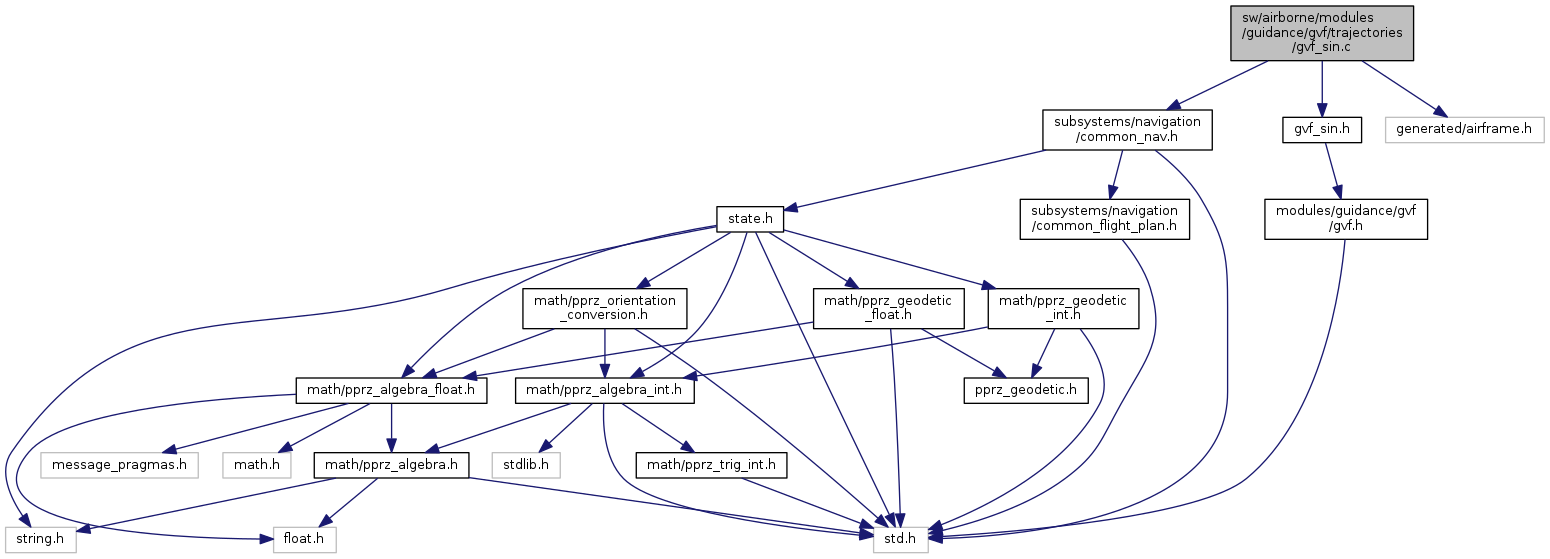 sw/airborne/modules
/guidance/gvf/trajectories
/gvf_sin.c
subsystems/navigation
/common_nav.h
gvf_sin.h
generated/airframe.h
state.h
subsystems/navigation
/common_flight_plan.h
modules/guidance/gvf
/gvf.h
math/pprz_orientation
_conversion.h
math/pprz_geodetic
_float.h
math/pprz_geodetic
_int.h
math/pprz_algebra_float.h
math/pprz_algebra_int.h
pprz_geodetic.h
message_pragmas.h
math.h
math/pprz_algebra.h
stdlib.h
math/pprz_trig_int.h
string.h
float.h
std.h